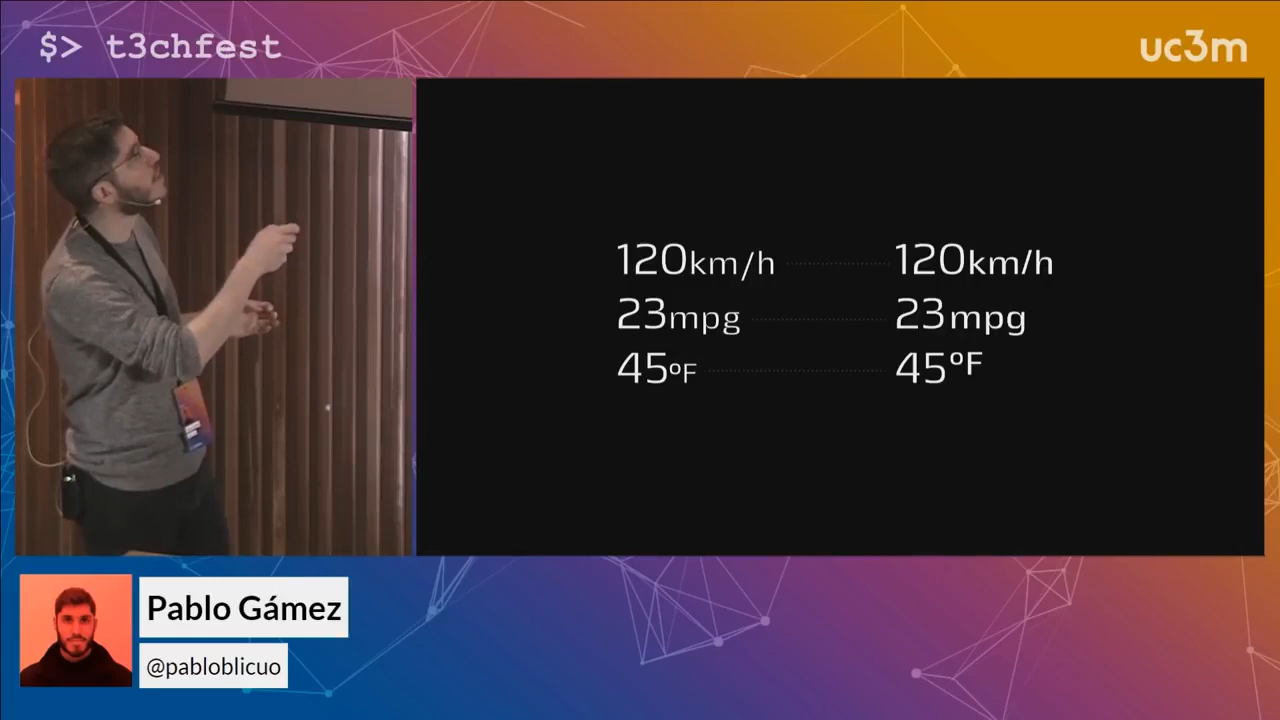 $> t3chfest
uc3m
120km/h 120km/h
23mpg 23mpg
45ºF 45ºF
Pablo Gámez
@pabloblicuo